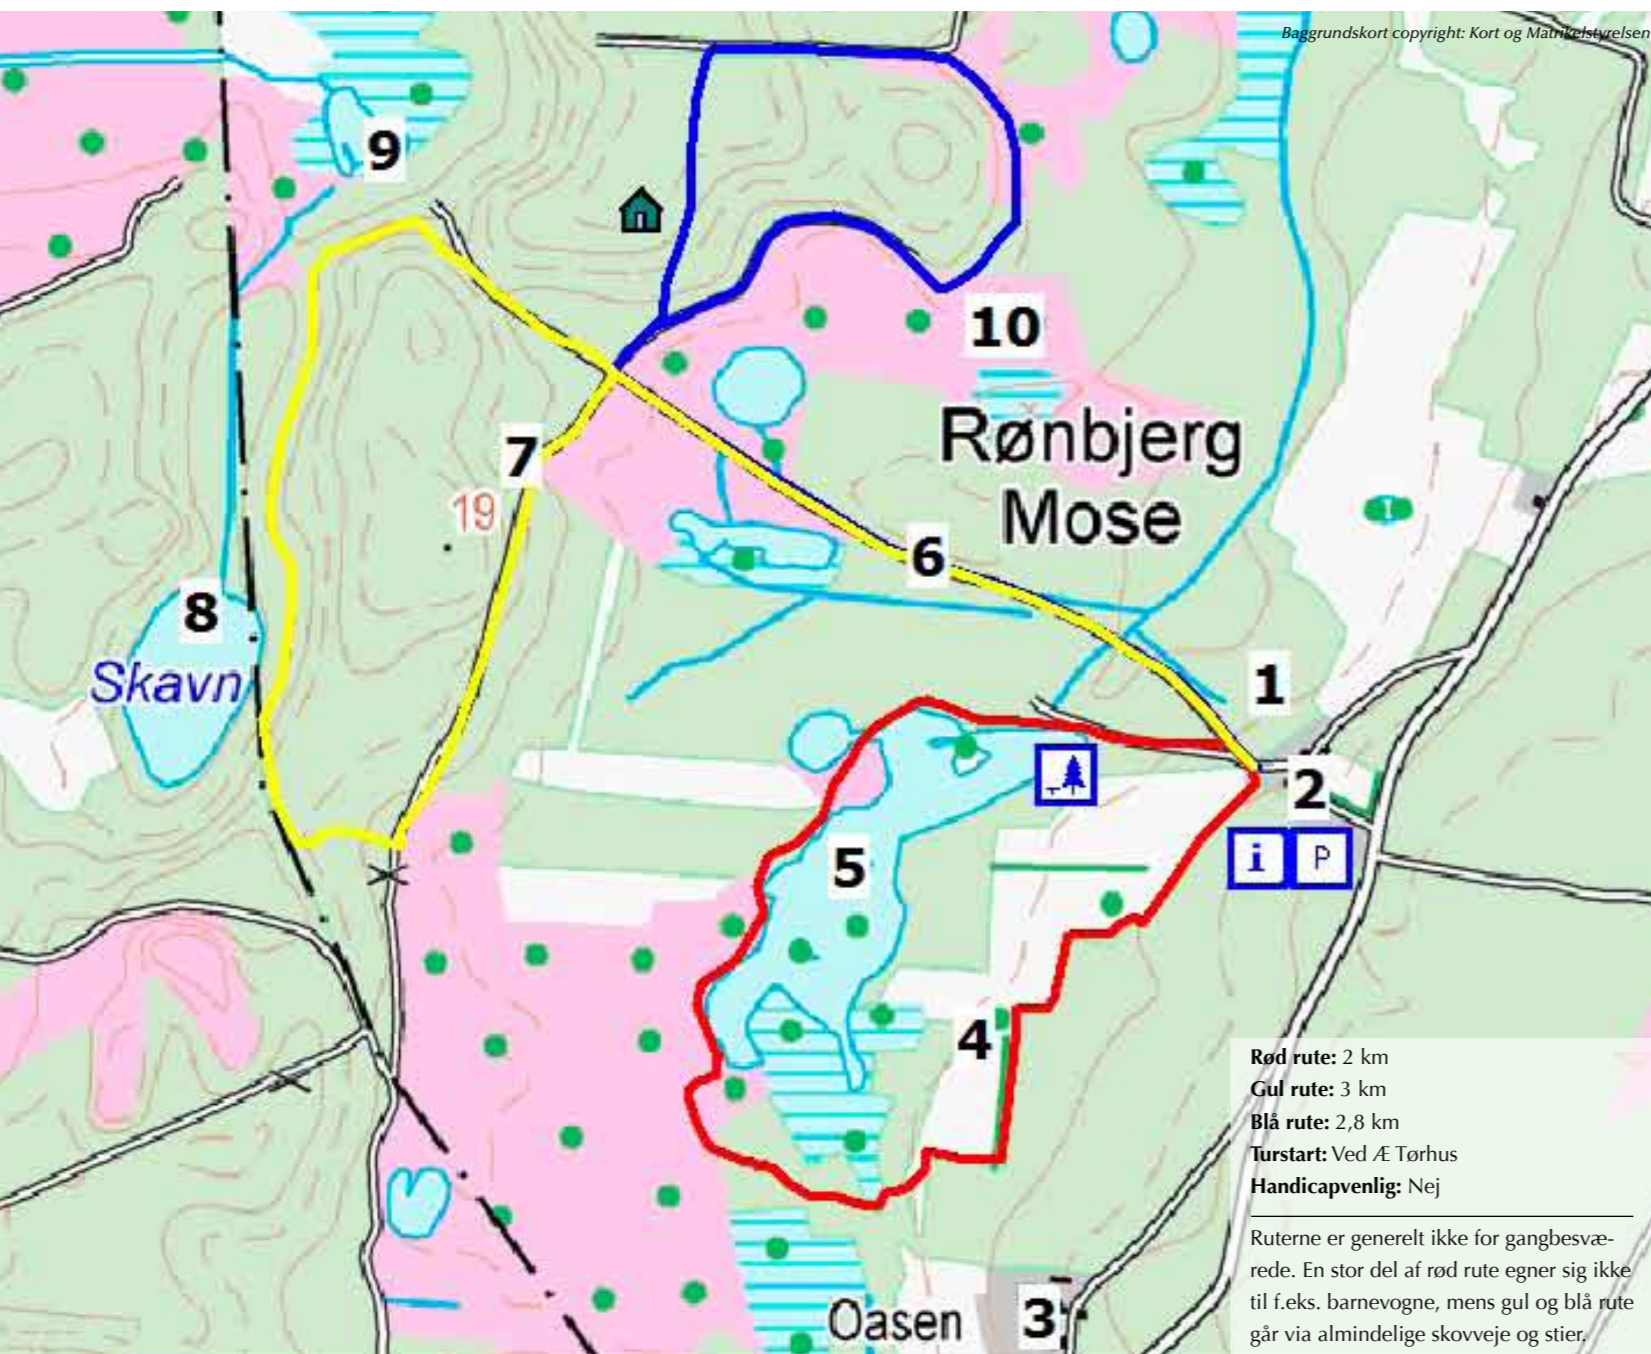 Baggrundskort copyright: Kort og Matrikelstyrelsen
9
10
Rønbjerg
Mose
7
19
6
8
Skavn
1
2
i P
5
4
Oasen
3
Rød rute: 2 km
Gul rute: 3 km
Blå rute: 2,8 km
Turstart: Ved Æ Tørhus
Handicapvenlig: Nej
Ruterne er generelt ikke for gangbesvæ-
rede. En stor del af rød rute egner sig ikke
til f.eks. barnevogne, mens gul og blå rute
går via almindelige skovveje og stier.